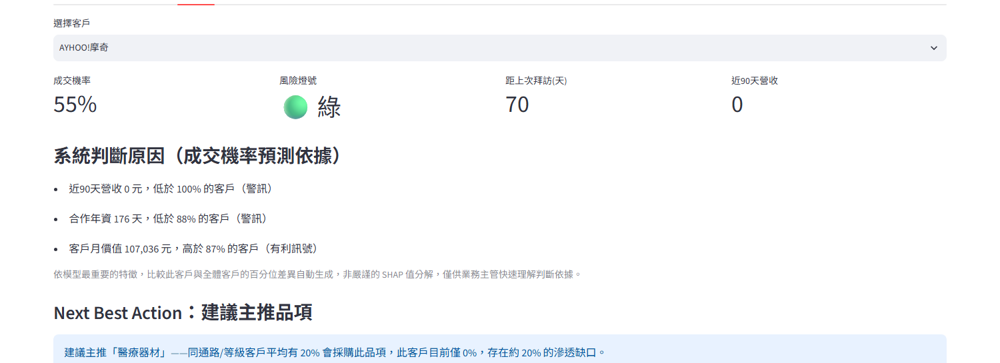 選擇客戶
AYHOO!摩奇
成交機率 風險燈號 距上次拜訪(天) 近90天營收
55% 綠 70 0
系統判斷原因（成交機率預測依據）
• 近90天營收 0 元，低於 100% 的客戶（警訊）
• 合作年資 176 天，低於 88% 的客戶（警訊）
• 客戶月價值 107,036 元，高於 87% 的客戶（有利訊號）
依模型最重要的特徵，比較此客戶與全體客戶的百分位差異自動生成，非嚴謹的 SHAP 值分解，僅供業務主管快速理解判斷依據。
Next Best Action：建議主推品項
建議主推「醫療器材」——同通路/等級客戶平均有 20% 會採購此品項，此客戶目前僅 0%，存在約 20% 的滲透缺口。